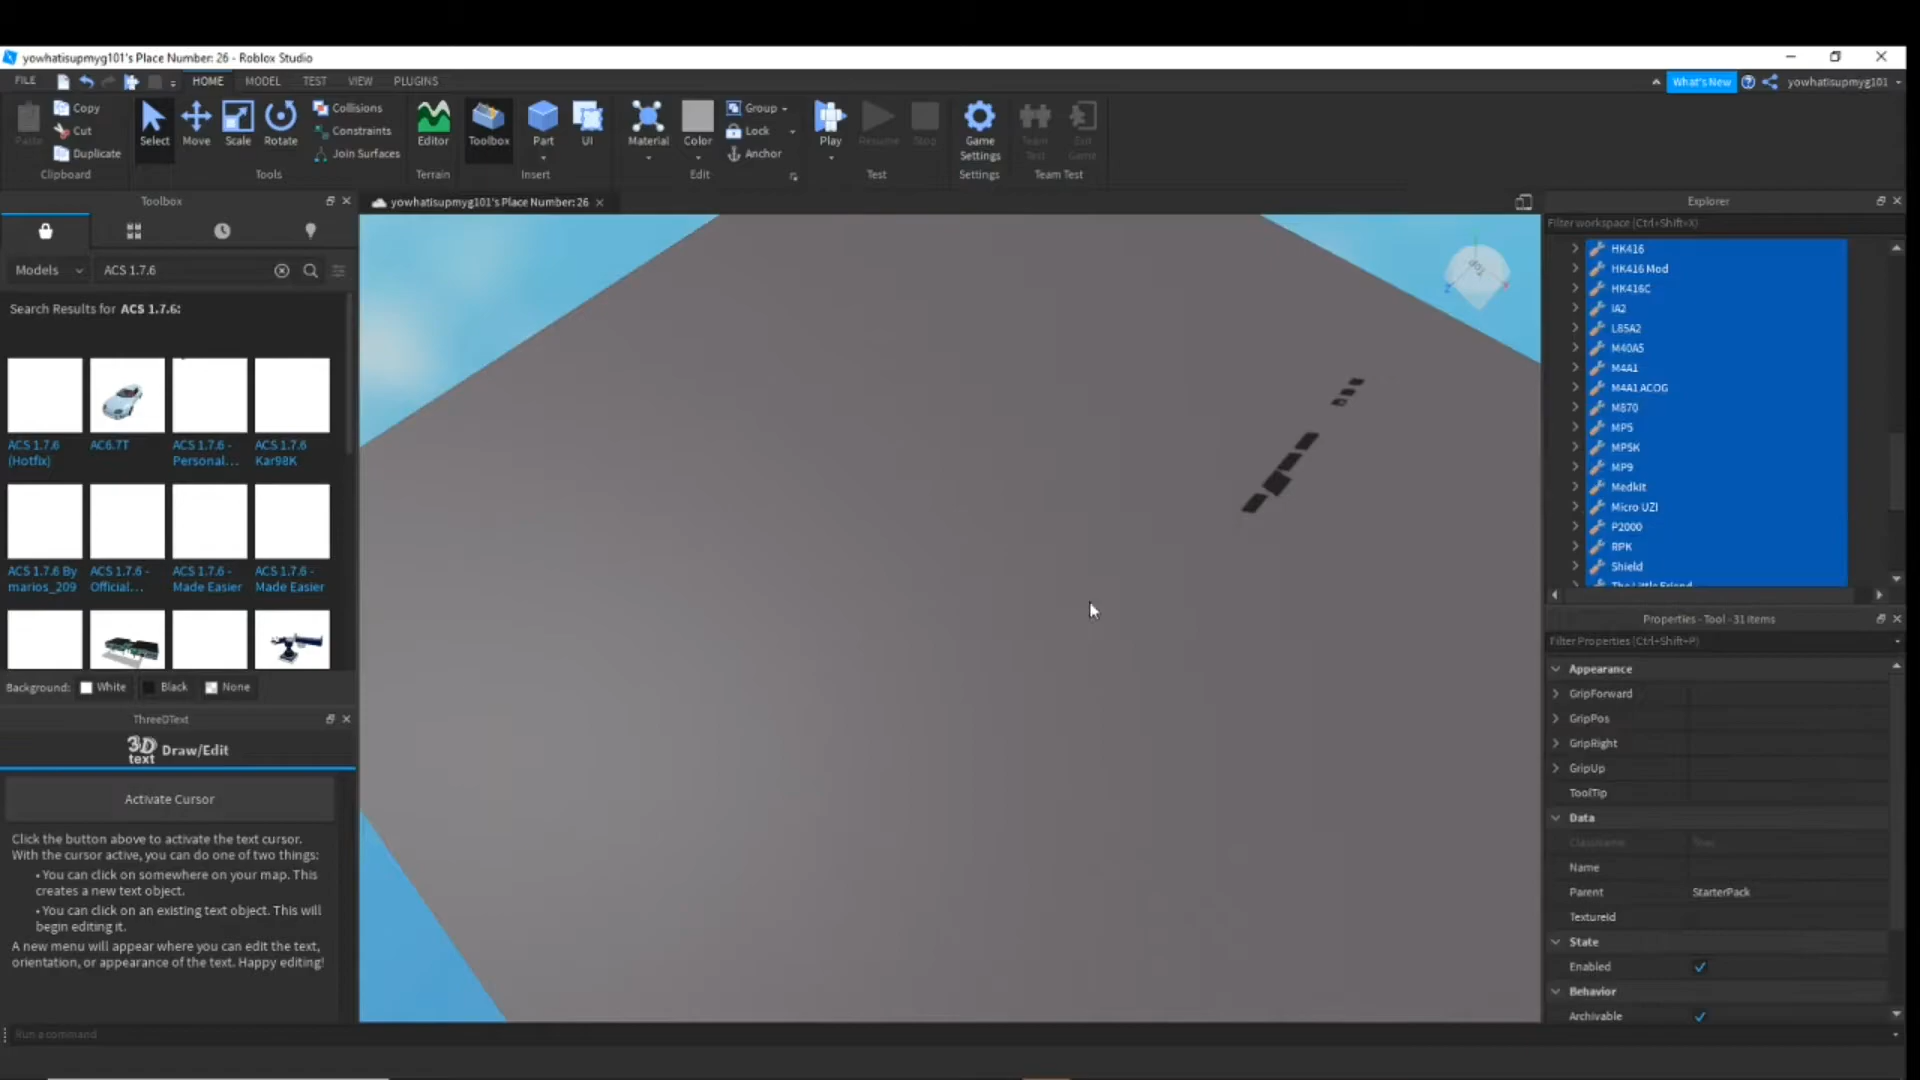 yowhatisupmyg101's Place Number: 26 - Roblox Studio
FILE HOME MODEL TEST VIEW PLUGINS What's New yowhatisupmyg101
Paste
Copy
Cut
Duplicate
Clipboard
Select Move Scale Rotate
Collisions
Constraints
Join Surfaces
Tools
Editor
Terrain
Toolbox Part UI
Insert
Material Color
Group
Lock
Anchor
Edit
Play Resume Stop
Test
Game
Settings
Settings
Team
Test
Exit
Game
Team Test
Toolbox
Models ACS 1.7.6
Search Results for ACS 1.7.6:
ACS 1.7.6
(Hotfix)
AC6.7T
ACS 1.7.6 -
Personal...
ACS 1.7.6
Kar98K
ACS 1.7.6 By
marios_209
ACS 1.7.6 -
Official...
ACS 1.7.6 -
Made Easier
ACS 1.7.6 -
Made Easier
Background: White Black None
ThreeDText
3D
text
Draw/Edit
Activate Cursor
Click the button above to activate the text cursor.
With the cursor active, you can do one of two things:
• You can click on somewhere on your map. This
creates a new text object.
• You can click on an existing text object. This will
begin editing it.
A new menu will appear where you can edit the text,
orientation, or appearance of the text. Happy editing!
Run a command
yowhatisupmyg101's Place Number: 26
Top
Explorer
Filter workspace (Ctrl+Shift+X)
HK416
HK416 Mod
HK416C
IA2
L85A2
M40A5
M4A1
M4A1 ACOG
M870
MP5
MP5K
MP9
Medkit
Micro UZI
P2000
RPK
Shield
The Little Friend
Properties - Tool - 31 items
Filter Properties (Ctrl+Shift+P)
Appearance
GripForward
GripPos
GripRight
GripUp
ToolTip
Data
ClassName Tool
Name
Parent StarterPack
TextureId
State
Enabled
Behavior
Archivable